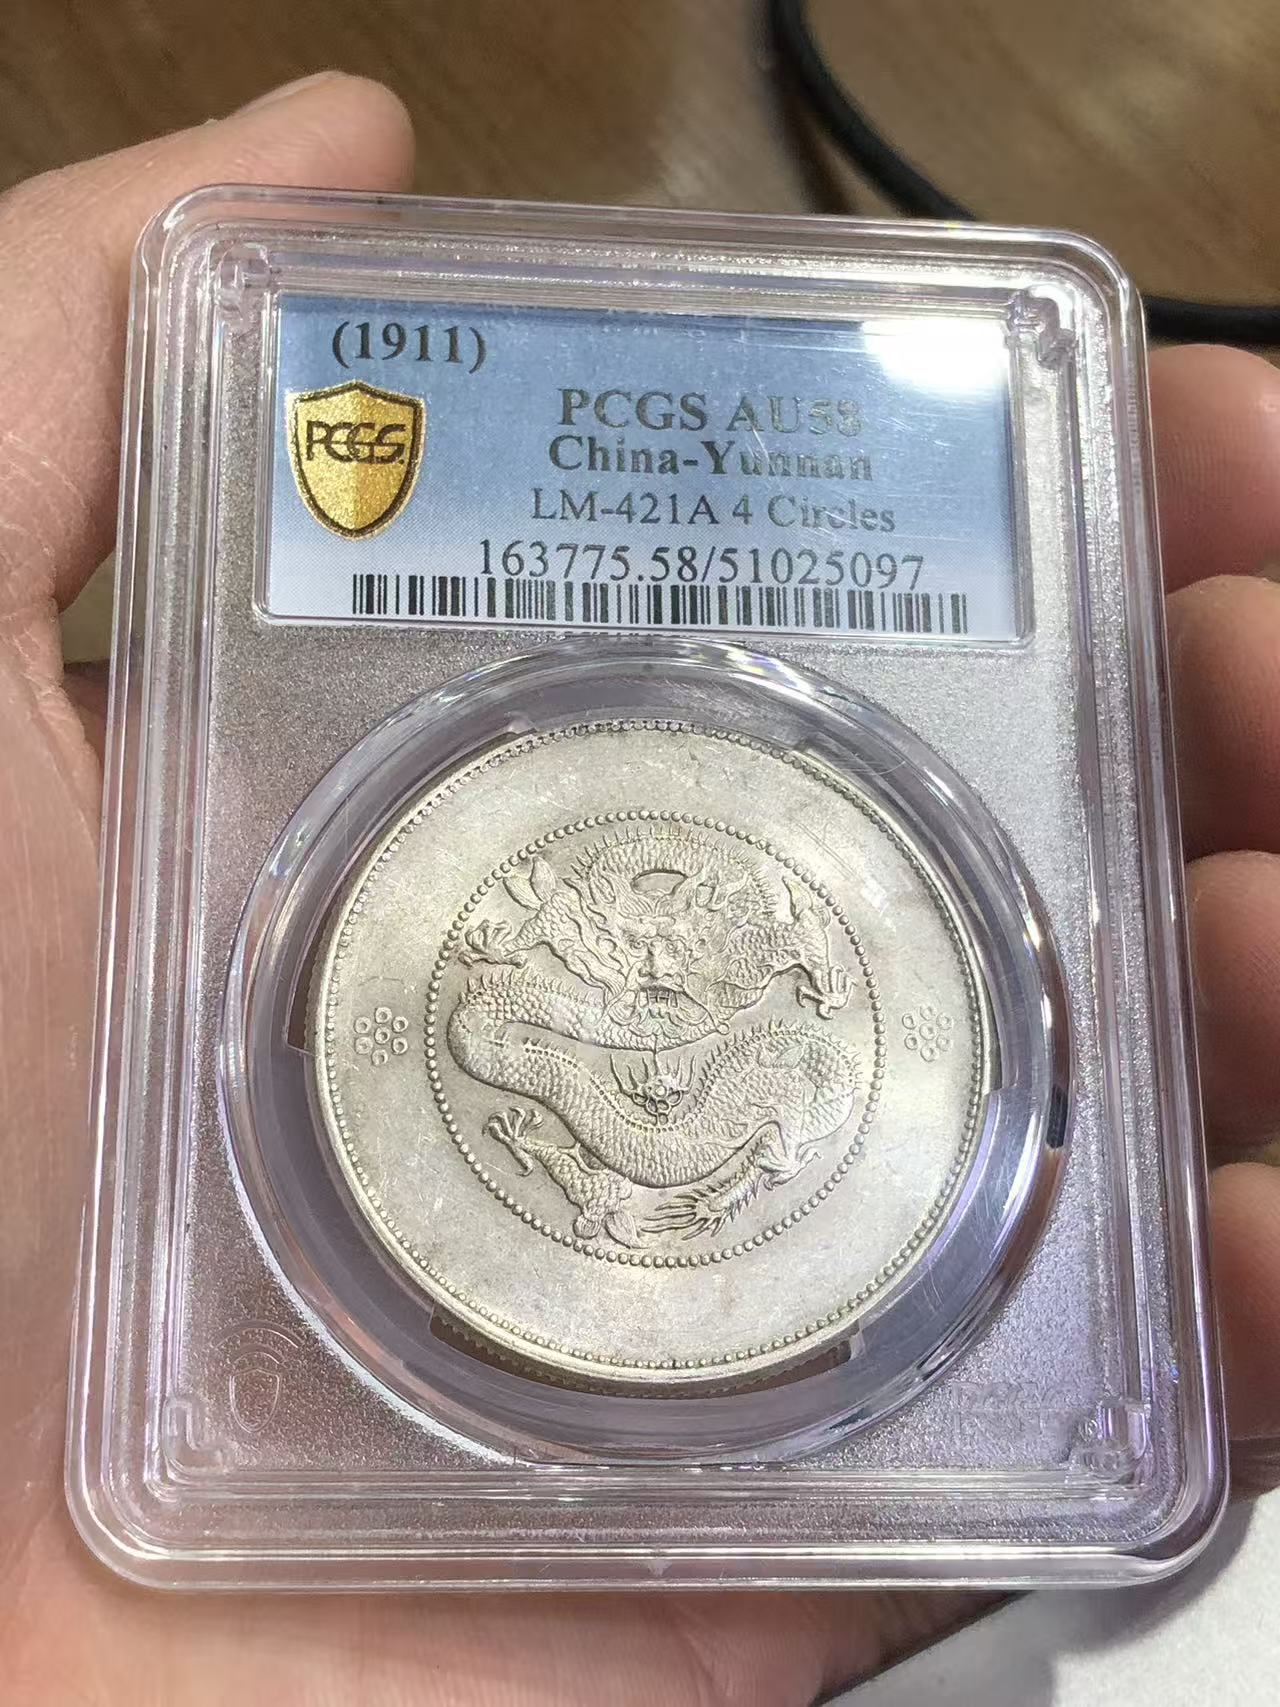 (1911)
PCGS
PCGS AU58
China-Yunnan
LM-421A 4 Circles
163775.58/51025097